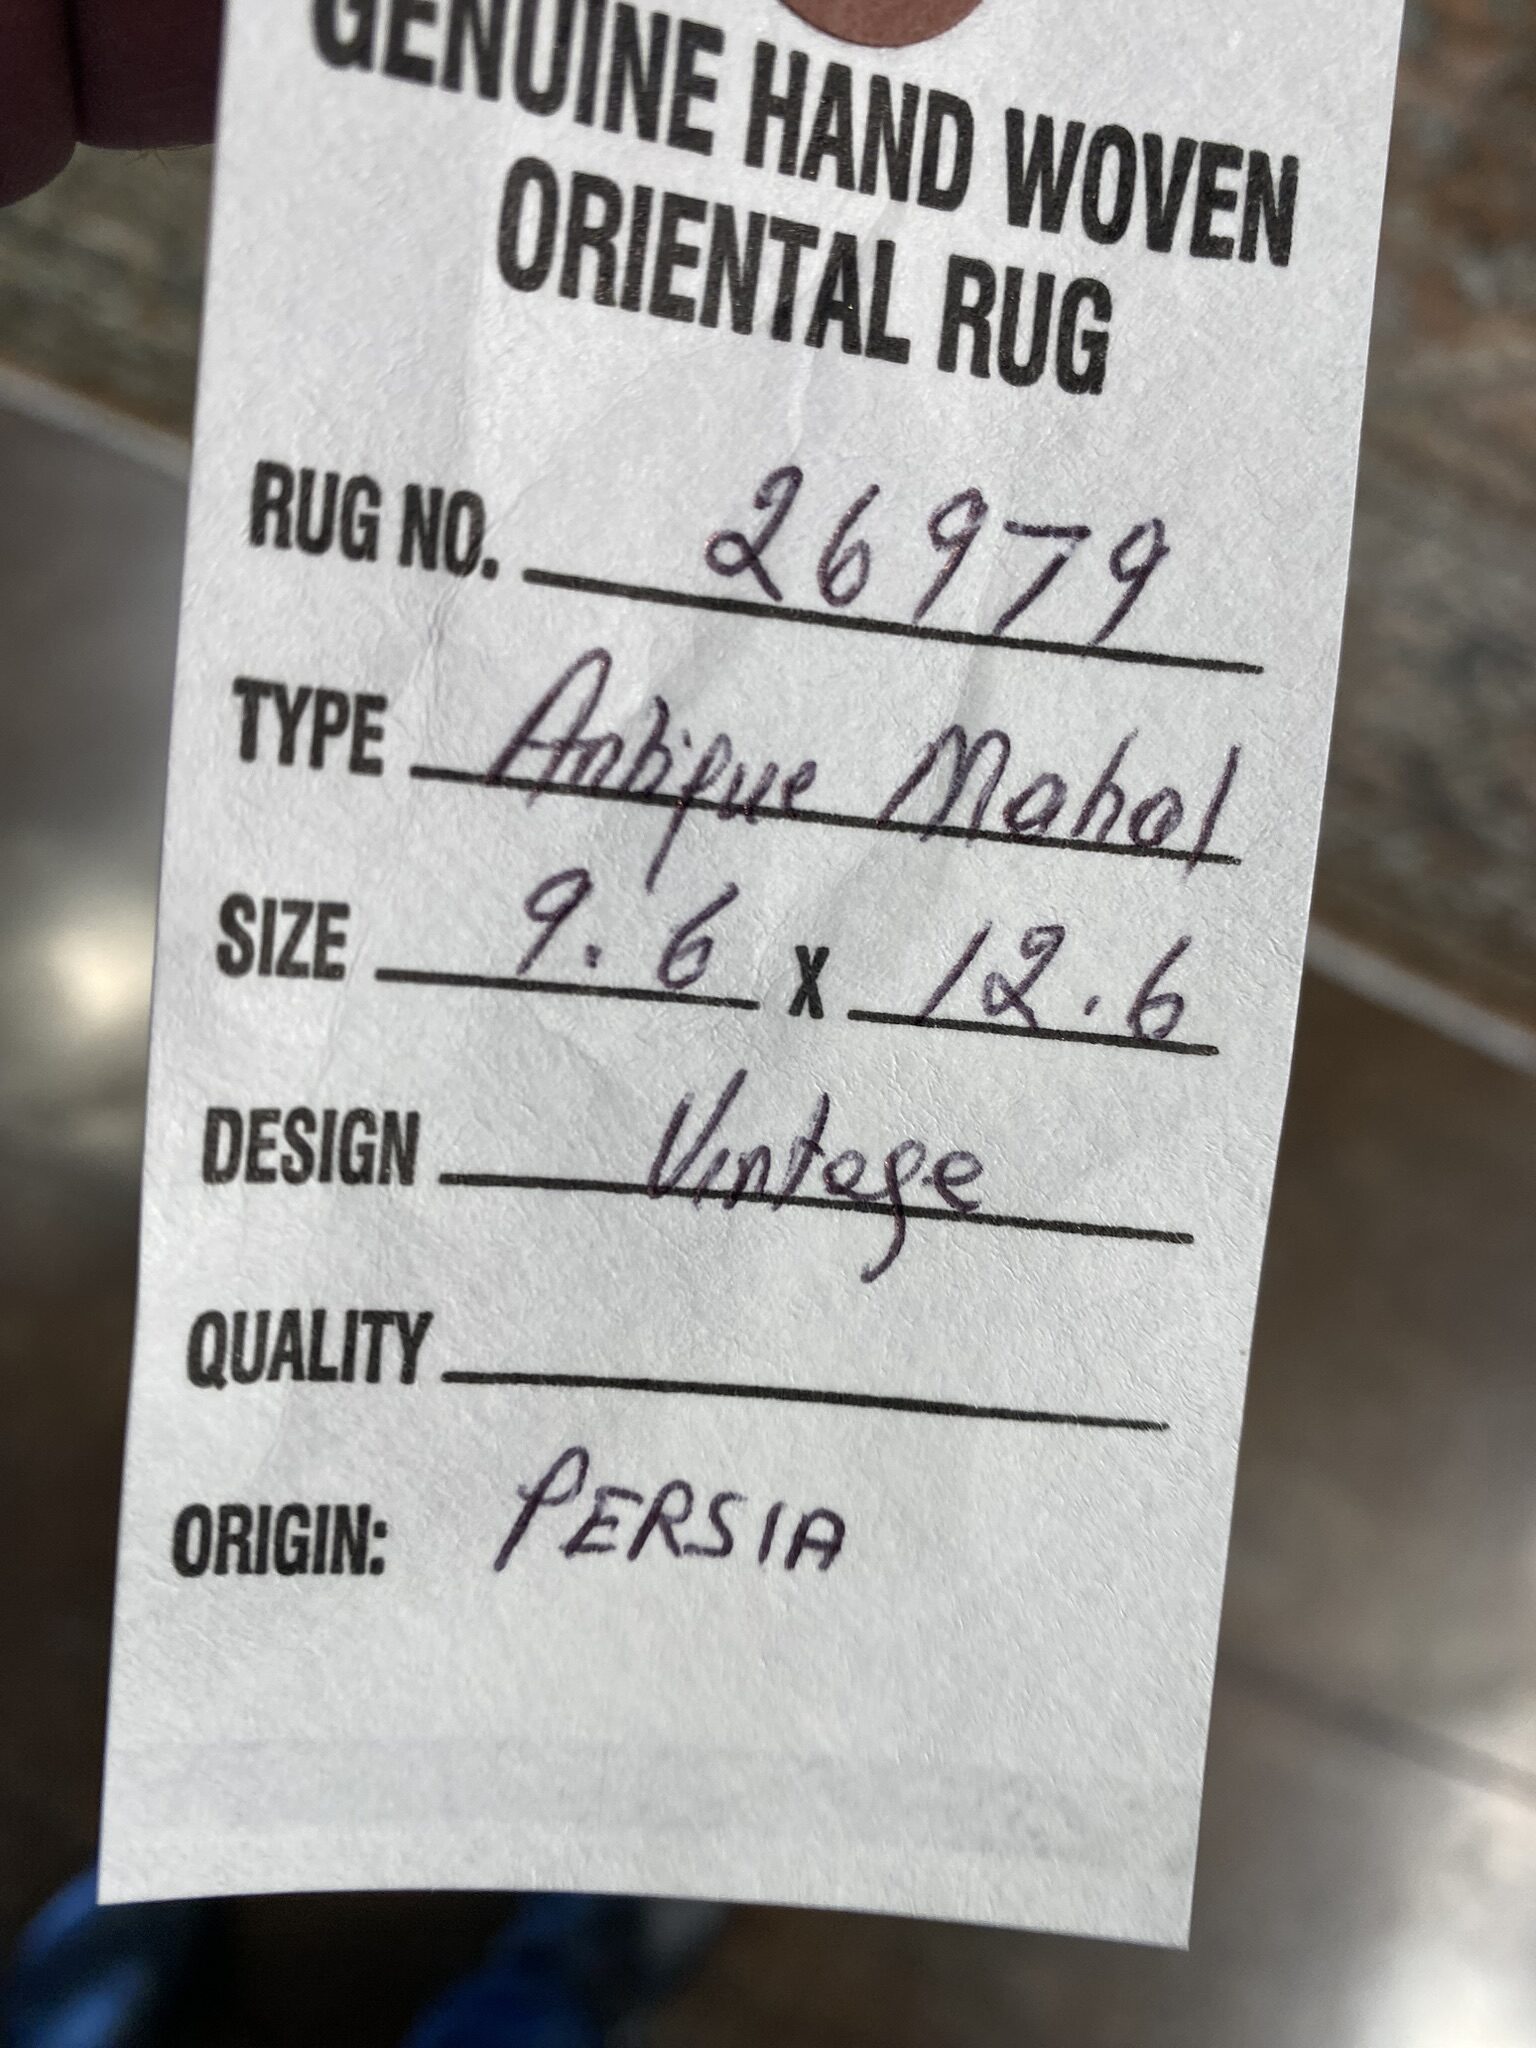 GENUINE HAND WOVEN
ORIENTAL RUG
RUG NO. 26979
TYPE Antique Mahal
SIZE 9.6 X 12.6
DESIGN Vintage
QUALITY
ORIGIN: PERSIA